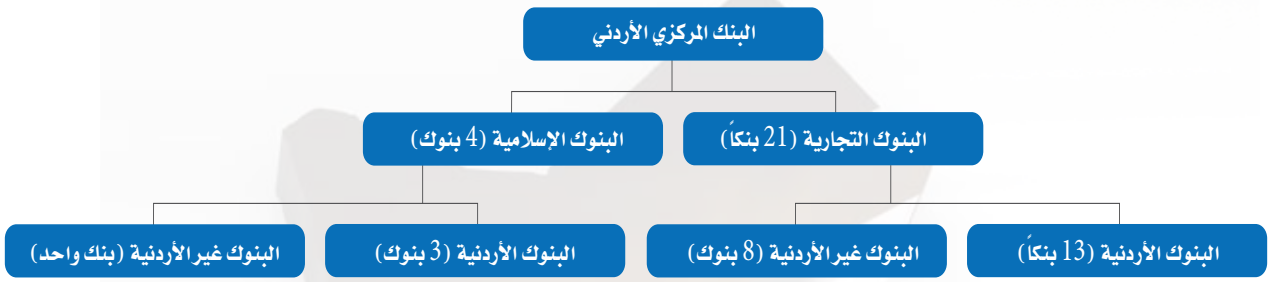 البنك المركزي الأردني
البنوك التجارية (21 بنكاً)
البنوك الإسلامية (4 بنوك)
البنوك الأردنية (13 بنكاً)
البنوك غير الأردنية (8 بنوك)
البنوك الأردنية (3 بنوك)
البنوك غير الأردنية (بنك واحد)